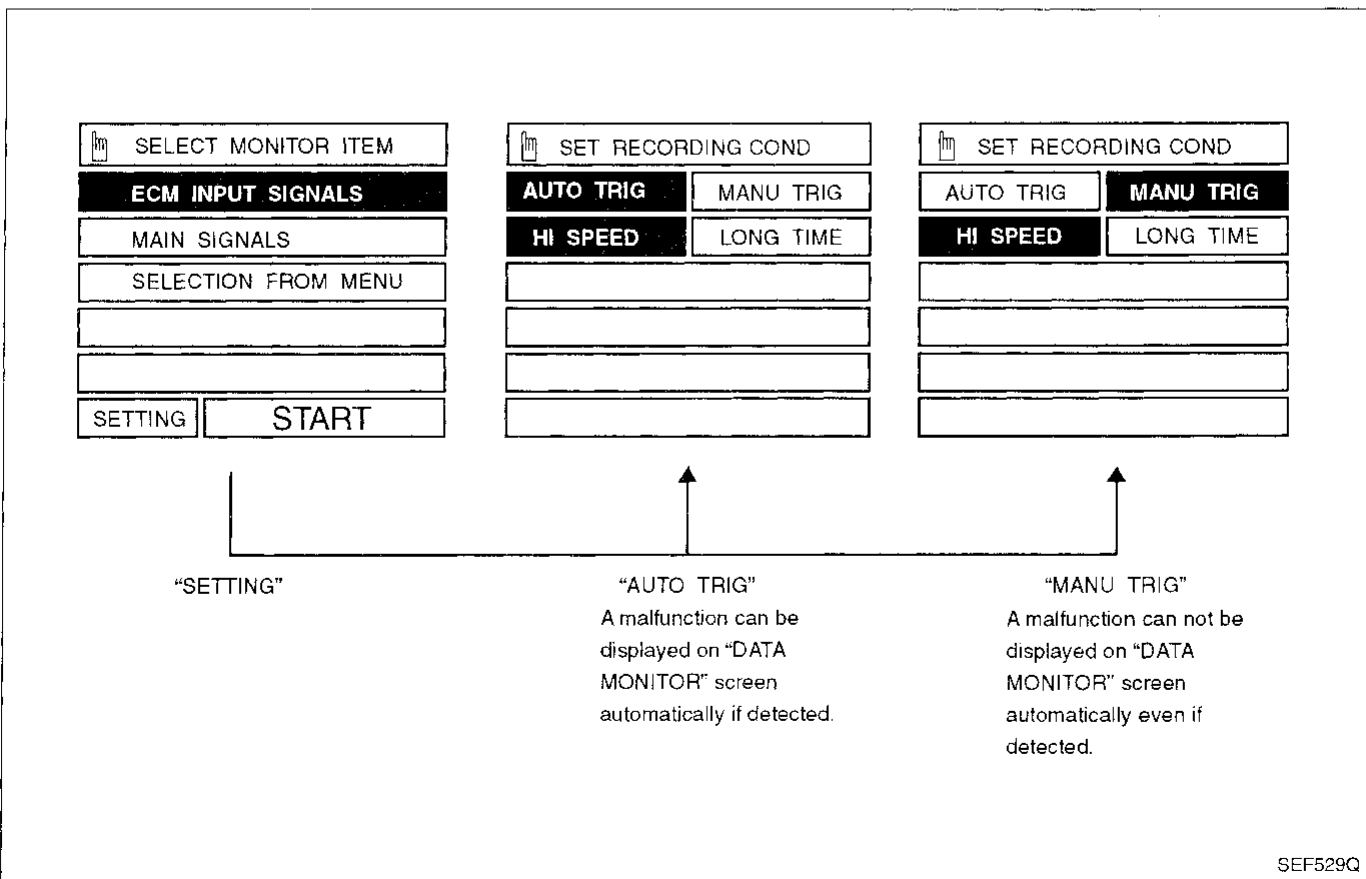 SELECT MONITOR ITEM
ECM INPUT SIGNALS
MAIN SIGNALS
SELECTION FROM MENU
SETTING
START
SET RECORDING COND
AUTO TRIG
MANU TRIG
HI SPEED
LONG TIME
SET RECORDING COND
AUTO TRIG
MANU TRIG
HI SPEED
LONG TIME
“SETTING”
“AUTO TRIG”
A malfunction can be
displayed on “DATA
MONITOR” screen
automatically if detected.
“MANU TRIG”
A malfunction can not be
displayed on “DATA
MONITOR” screen
automatically even if
detected.
SEF529Q